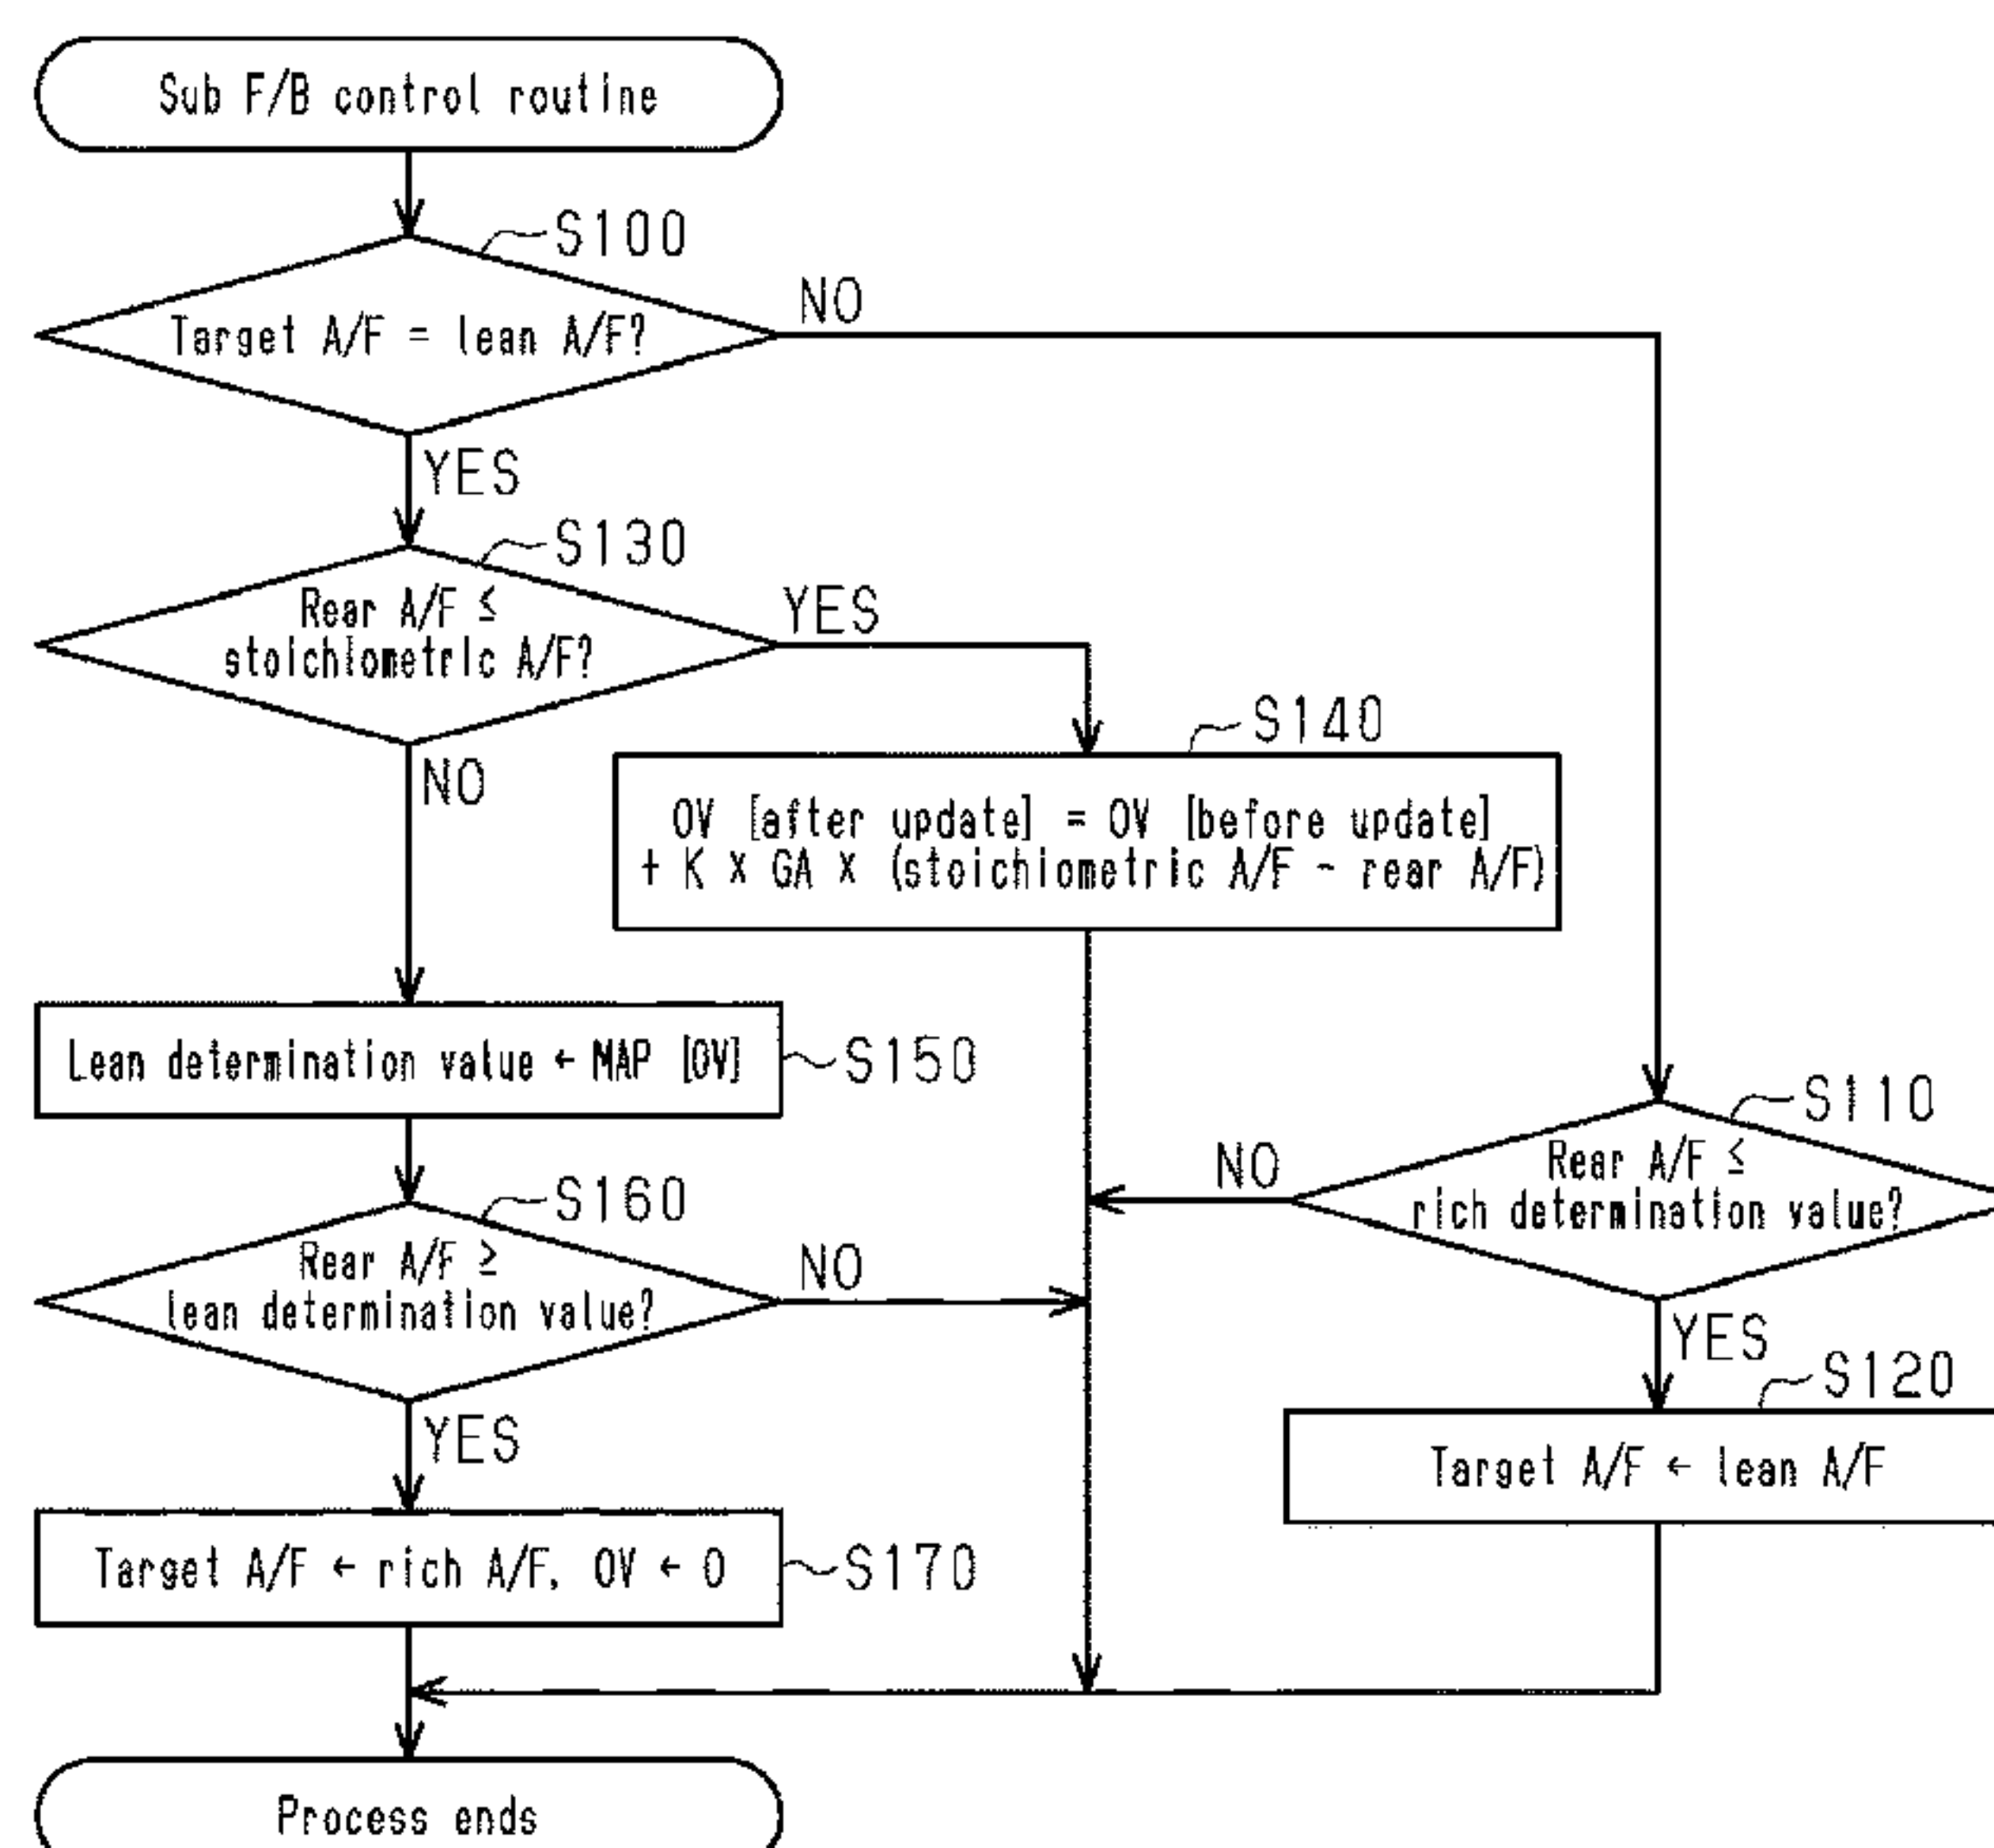 Sub F/B control routine
S100
Target A/F = lean A/F?
NO
YES
S130
Rear A/F ≤
stoichiometric A/F?
YES
NO
S140
OV [after update] = OV [before update]
+ K × GA × (stoichiometric A/F - rear A/F)
Lean determination value ← MAP [OV]
S150
S110
Rear A/F ≤
rich determination value?
NO
YES
S160
Rear A/F ≥
lean determination value?
NO
YES
S120
Target A/F ← lean A/F
Target A/F ← rich A/F, OV ← 0
S170
Process ends